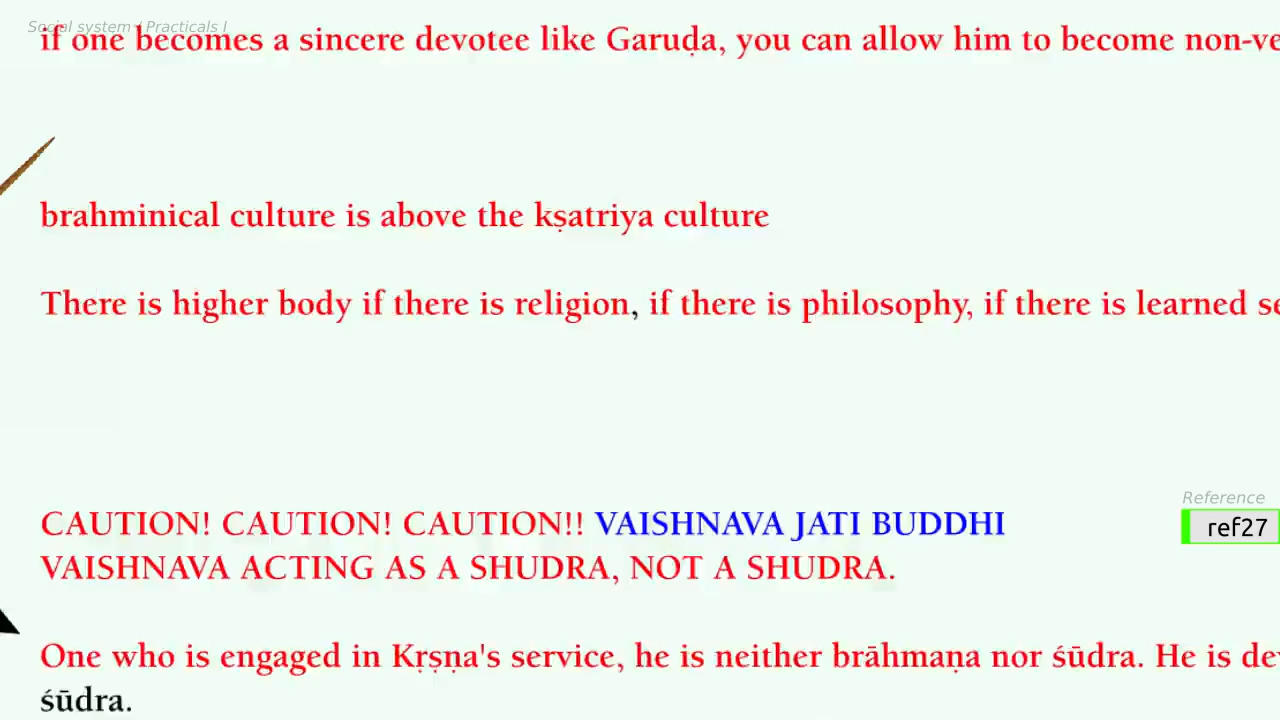 Social system / Practicals I
if one becomes a sincere devotee like Garuḍa, you can allow him to become non-ve
brahminical culture is above the kṣatriya culture
There is higher body if there is religion, if there is philosophy, if there is learned se
CAUTION! CAUTION! CAUTION!! VAISHNAVA JATI BUDDHI
Reference
ref27
VAISHNAVA ACTING AS A SHUDRA, NOT A SHUDRA.
One who is engaged in Kṛṣṇa's service, he is neither brāhmaṇa nor śūdra. He is dev
śūdra.